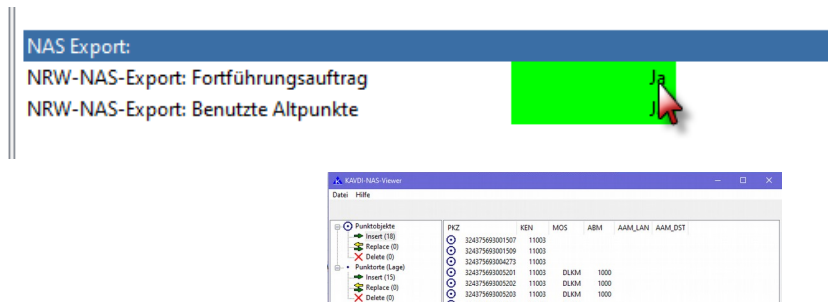 NAS Export:
NRW-NAS-Export: Fortführungsauftrag Ja
NRW-NAS-Export: Benutzte Altpunkte
KAVDI-NAS-Viewer
Datei Hilfe
Punktobjekte
Insert (18)
Replace (0)
Delete (0)
Punktorte (Lage)
Insert (15)
Replace (0)
Delete (0)
PKZ KEN MOS ABM AAM_LAN AAM_DST
324375693001507 11003
324375693001509 11003
324375693004273 11003
324375693005201 11003 DLKM 1000
324375693005202 11003 DLKM 1000
324375693005203 11003 DLKM 1000